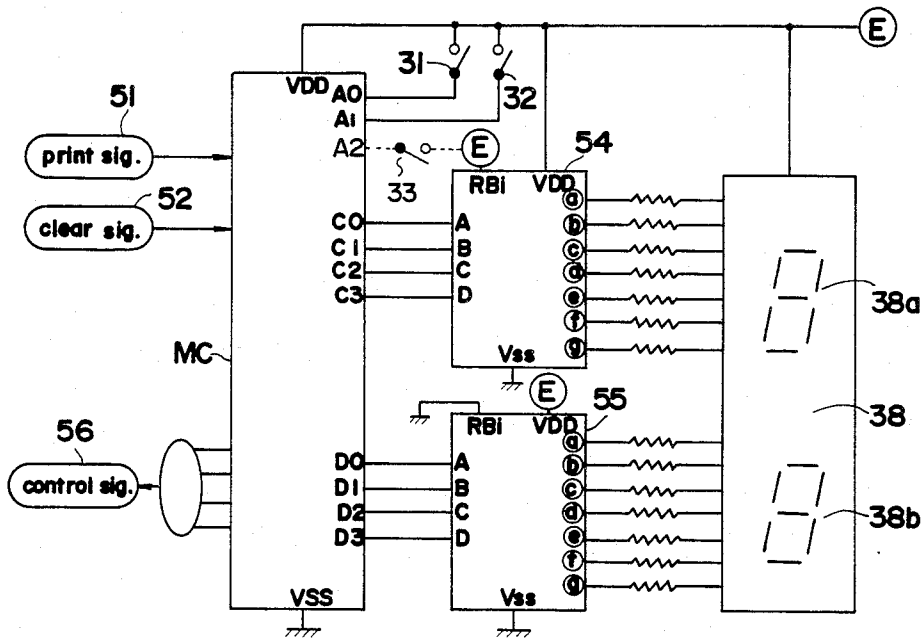 E
31
32
VDD
A0
A1
A2
33
E
51
print sig.
52
clear sig.
54
RBi VDD
a
b
c
d
e
f
g
C0 A
C1 B
C2 C
C3 D
Vss
38a
MC
38
E
55
RBi VDD
a
b
c
d
e
f
g
56
control sig.
D0 A
D1 B
D2 C
D3 D
38b
VSS
Vss